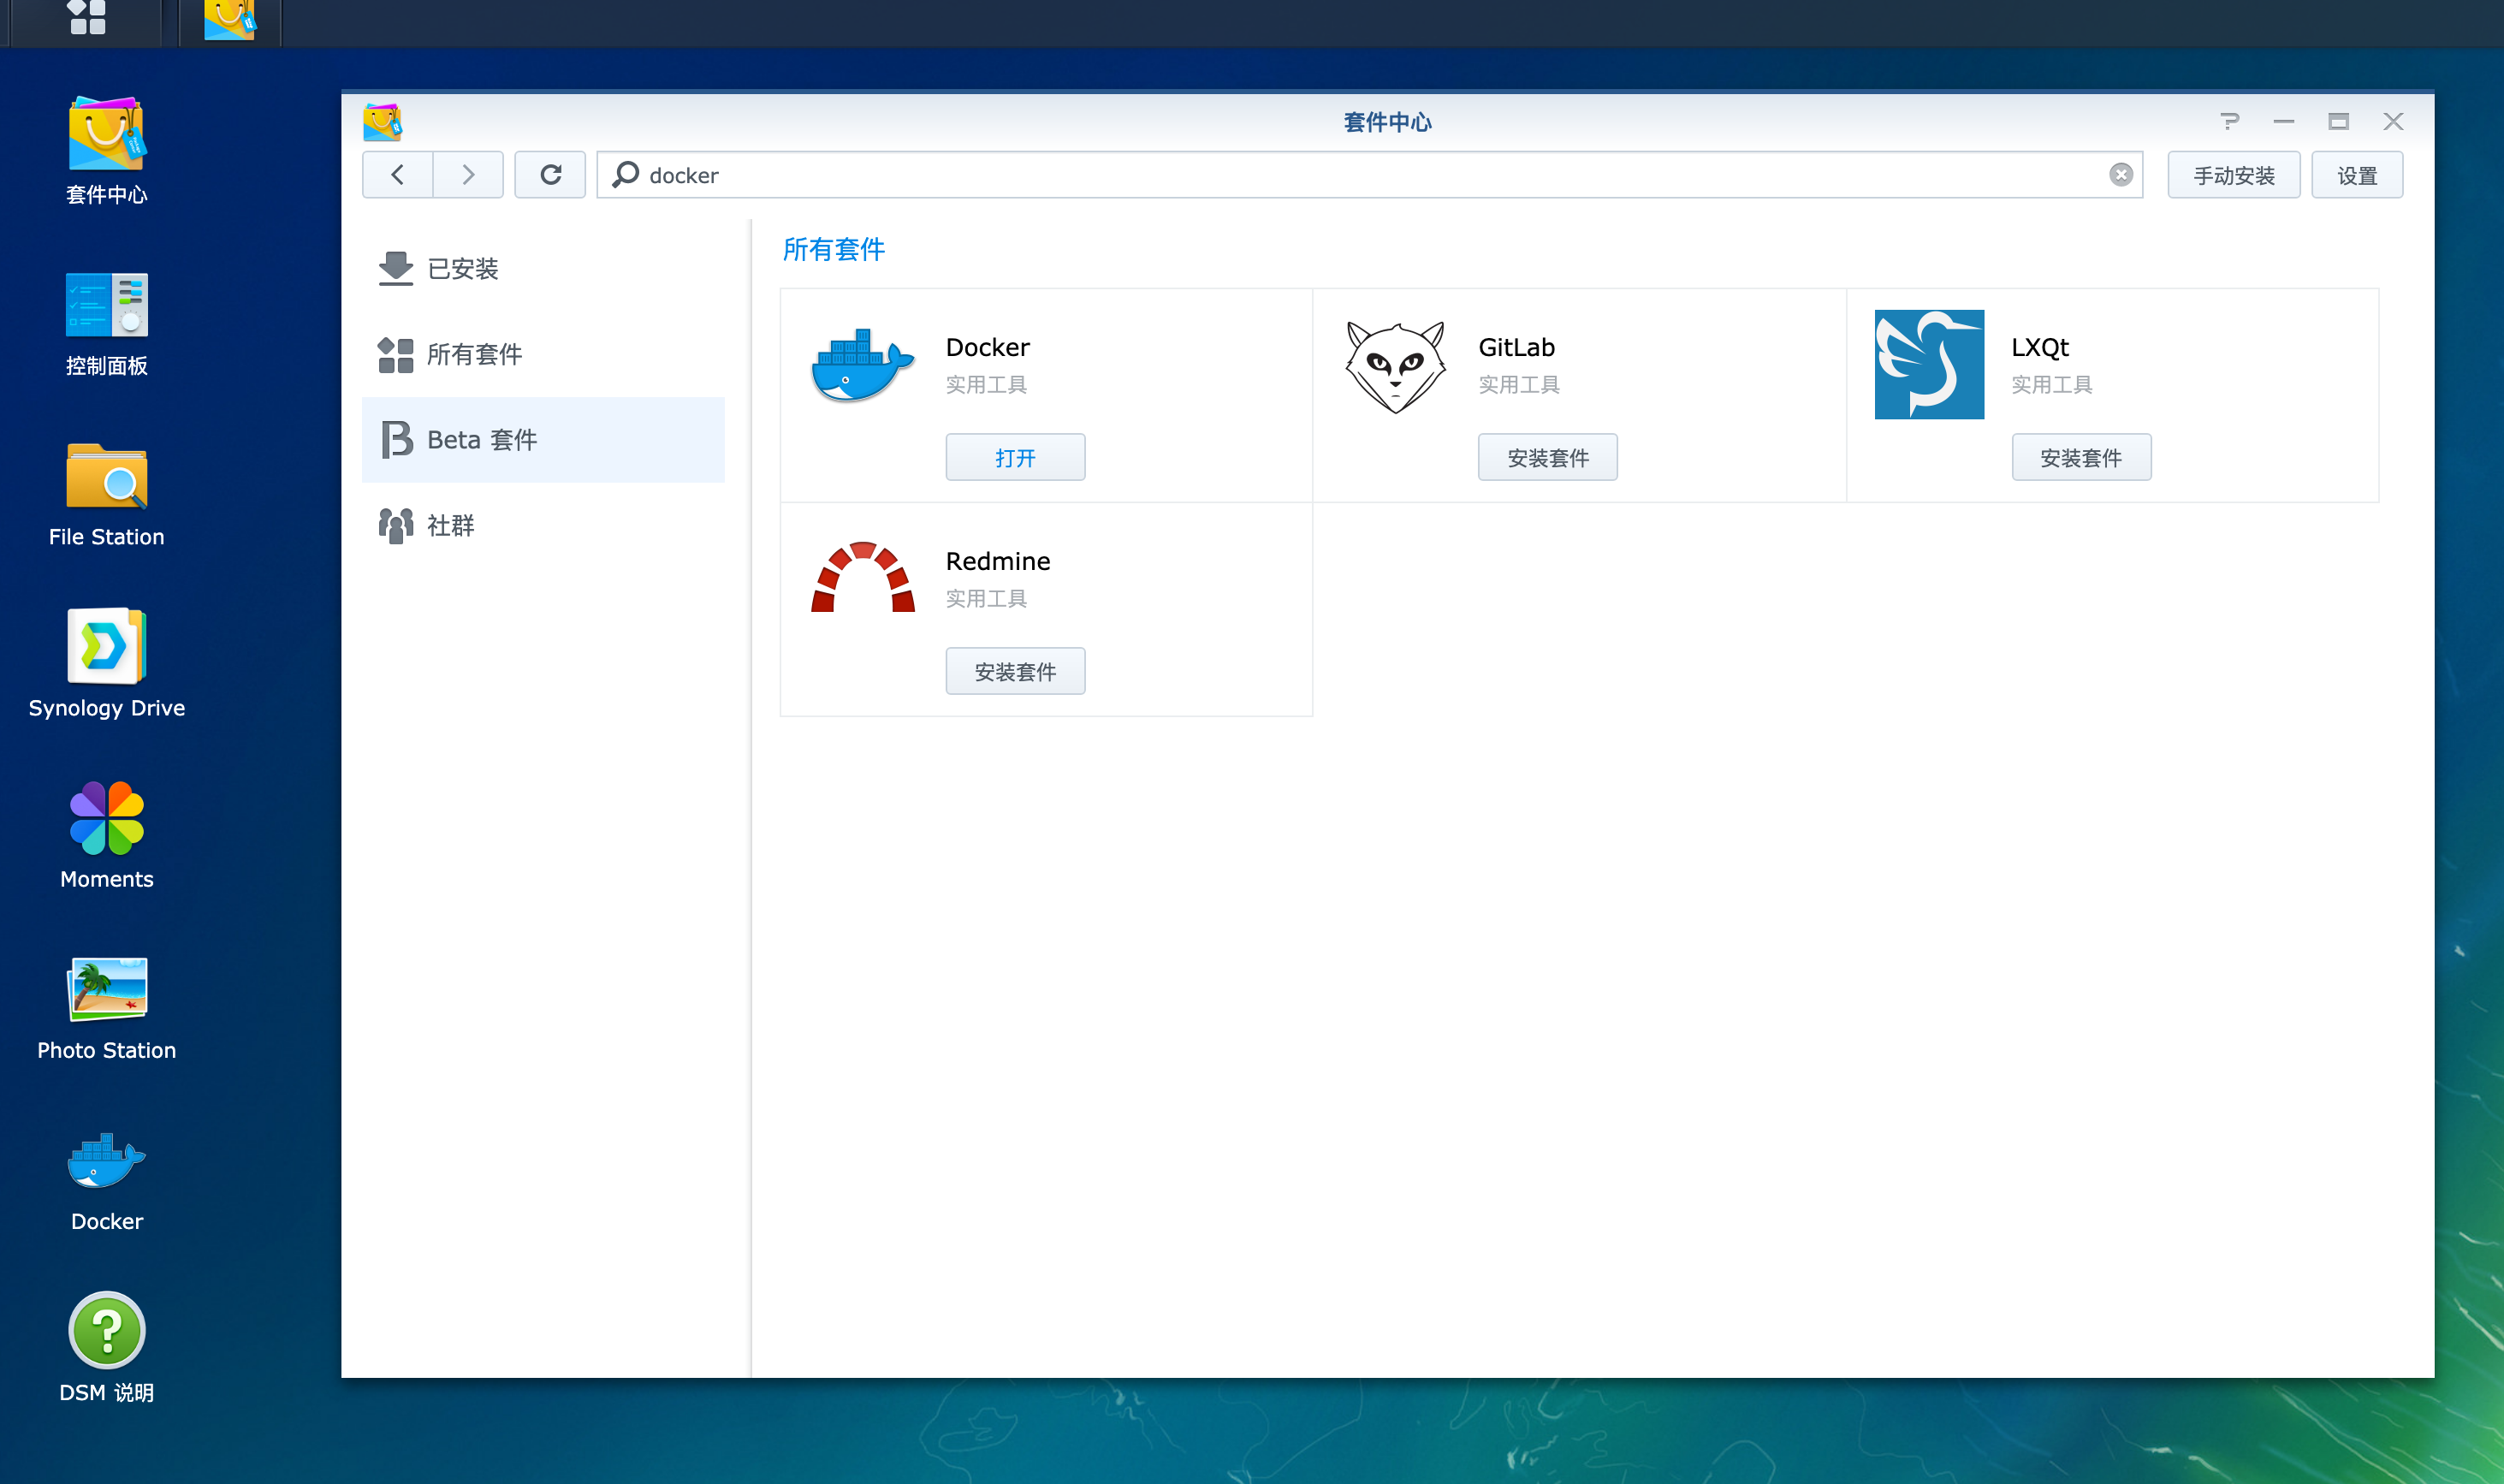 套件中心
控制面板
File Station
Synology Drive
Moments
Photo Station
Docker
DSM 说明
套件中心
docker
手动安装
设置
已安装
所有套件
Beta 套件
社群
所有套件
Docker
实用工具
打开
GitLab
实用工具
安装套件
LXQt
实用工具
安装套件
Redmine
实用工具
安装套件